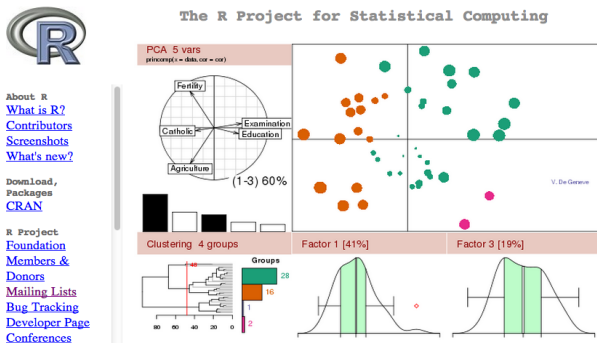 The R Project for Statistical Computing
R
About R
What is R?
Contributors
Screenshots
What's new?
Download,
Packages
CRAN
R Project
Foundation
Members &
Donors
Mailing Lists
Bug Tracking
Developer Page
Conferences
PCA 5 vars
princomp(x = data, cor = cor)
Fertility
Catholic
Examination
Education
Agriculture
(1-3) 60%
V. De Geneve
Clustering 4 groups
Factor 1 [41%]
Factor 3 [19%]
Groups
48
28
16
1
2
80 60 40 20 0